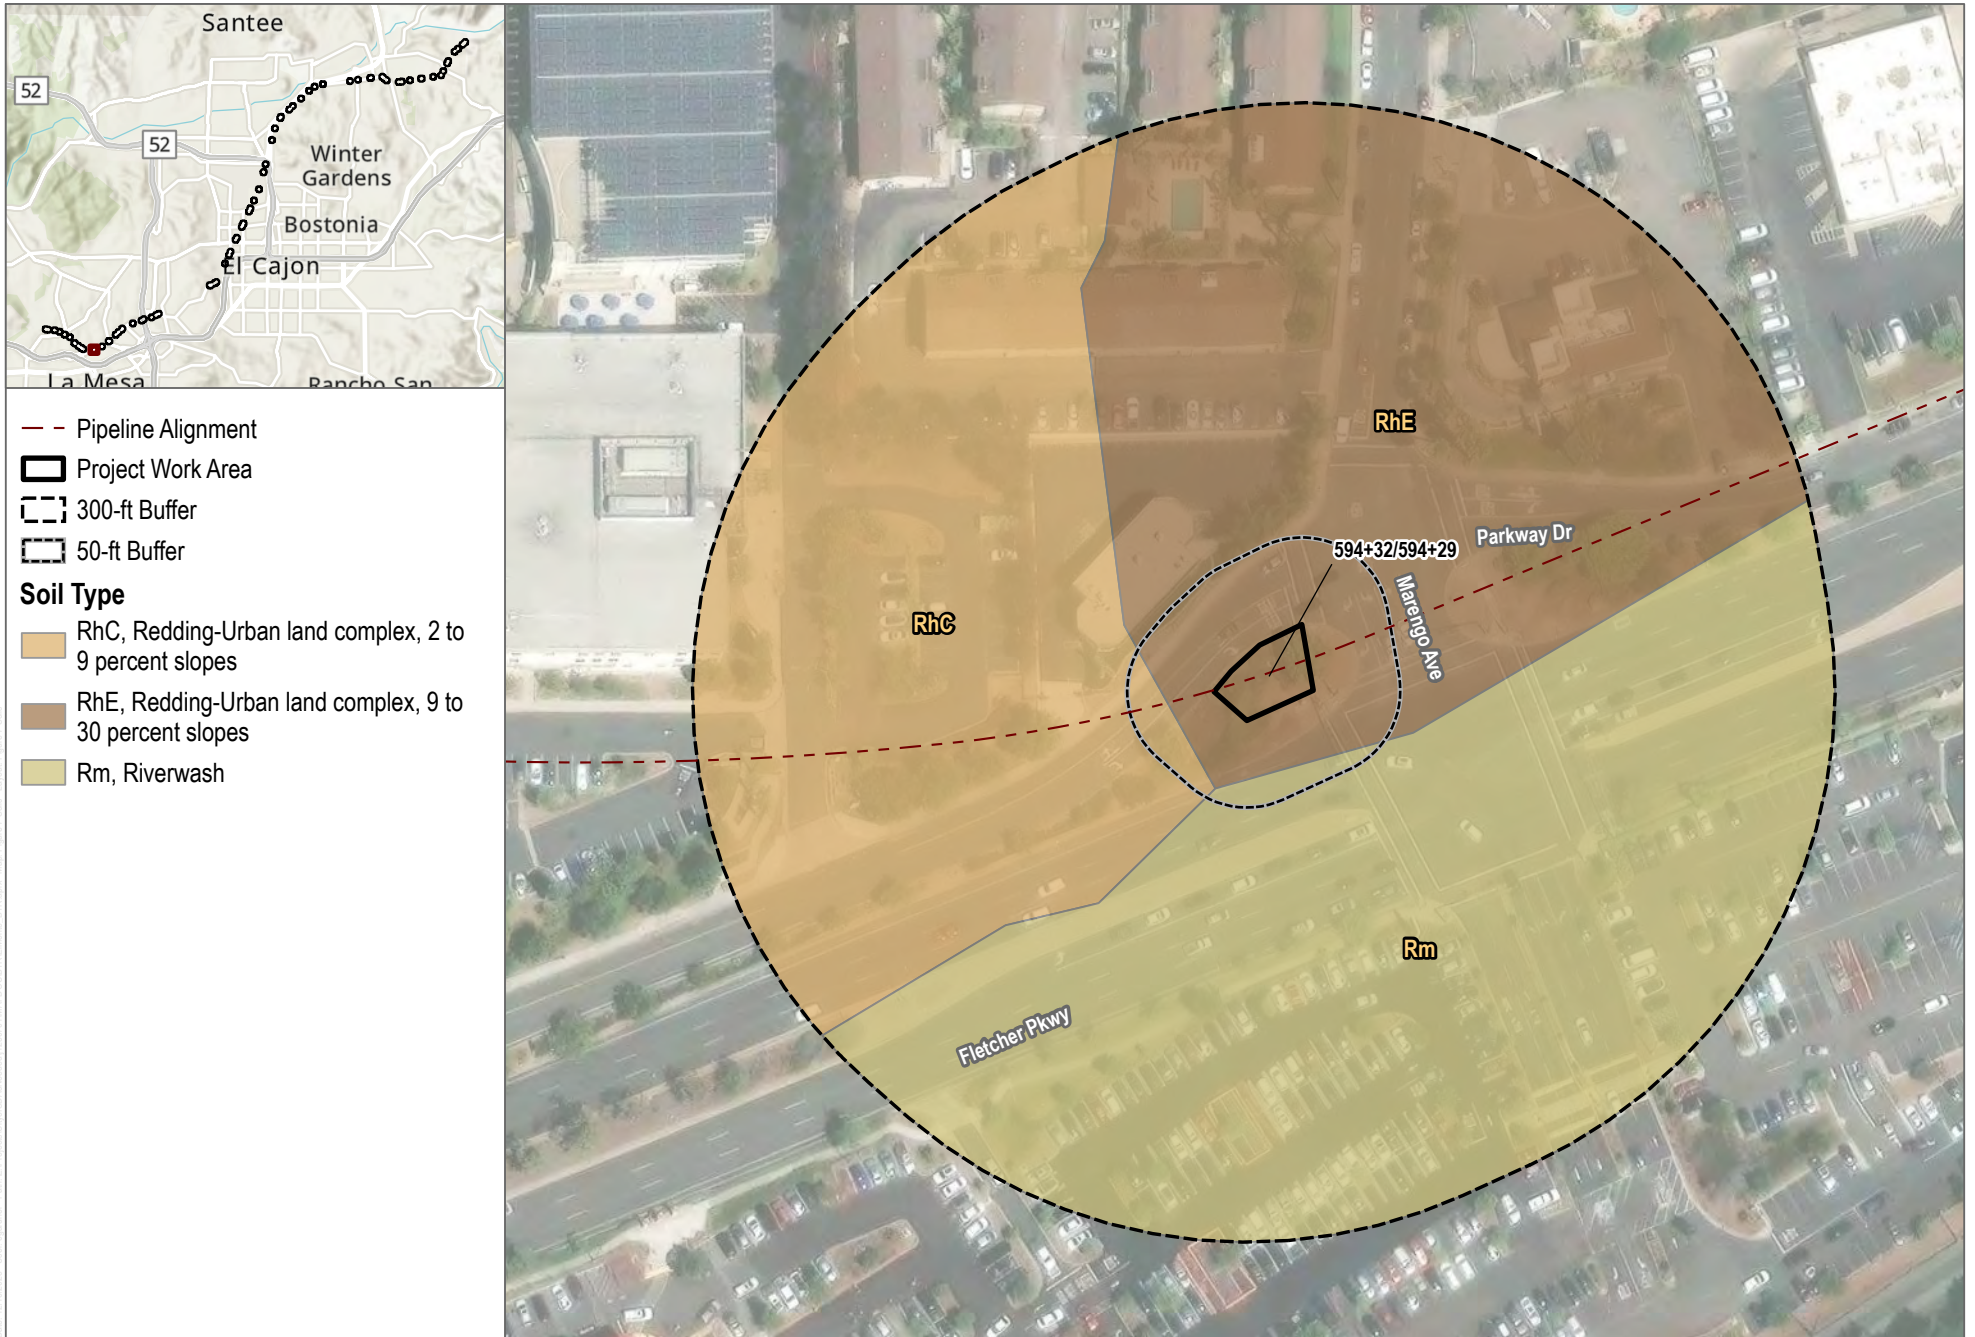 Santee
52
52
Winter
Gardens
Bostonia
El Cajon
La Mesa
Rancho San
Pipeline Alignment
Project Work Area
300-ft Buffer
50-ft Buffer
Soil Type
RhC, Redding-Urban land complex, 2 to
9 percent slopes
RhE, Redding-Urban land complex, 9 to
30 percent slopes
Rm, Riverwash
RhE
Parkway Dr
594+32/594+29
Marengo Ave
RhC
Rm
Fletcher Pkwy